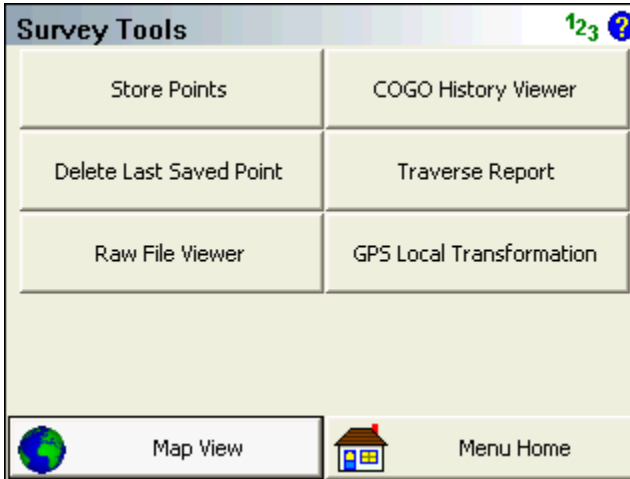 Survey Tools
123 ?
Store Points
COGO History Viewer
Delete Last Saved Point
Traverse Report
Raw File Viewer
GPS Local Transformation
Map View
Menu Home